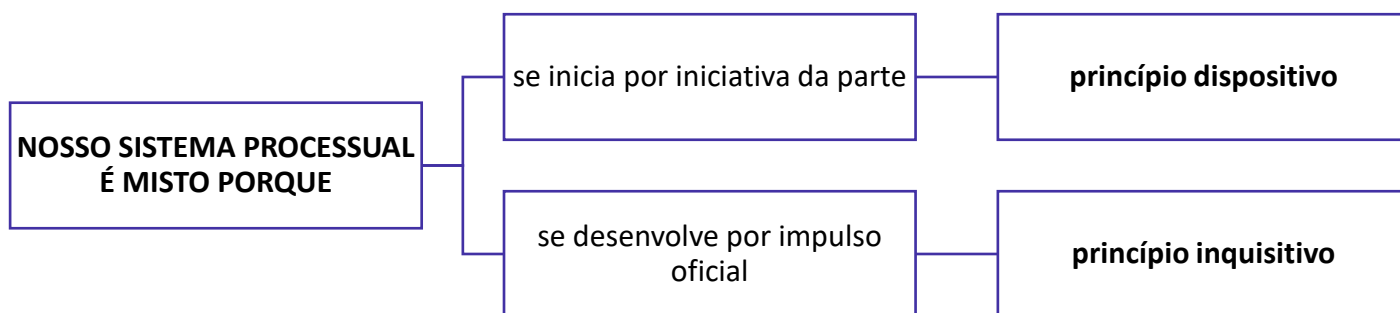 NOSSO SISTEMA PROCESSUAL
É MISTO PORQUE
se inicia por iniciativa da parte
princípio dispositivo
se desenvolve por impulso
oficial
princípio inquisitivo